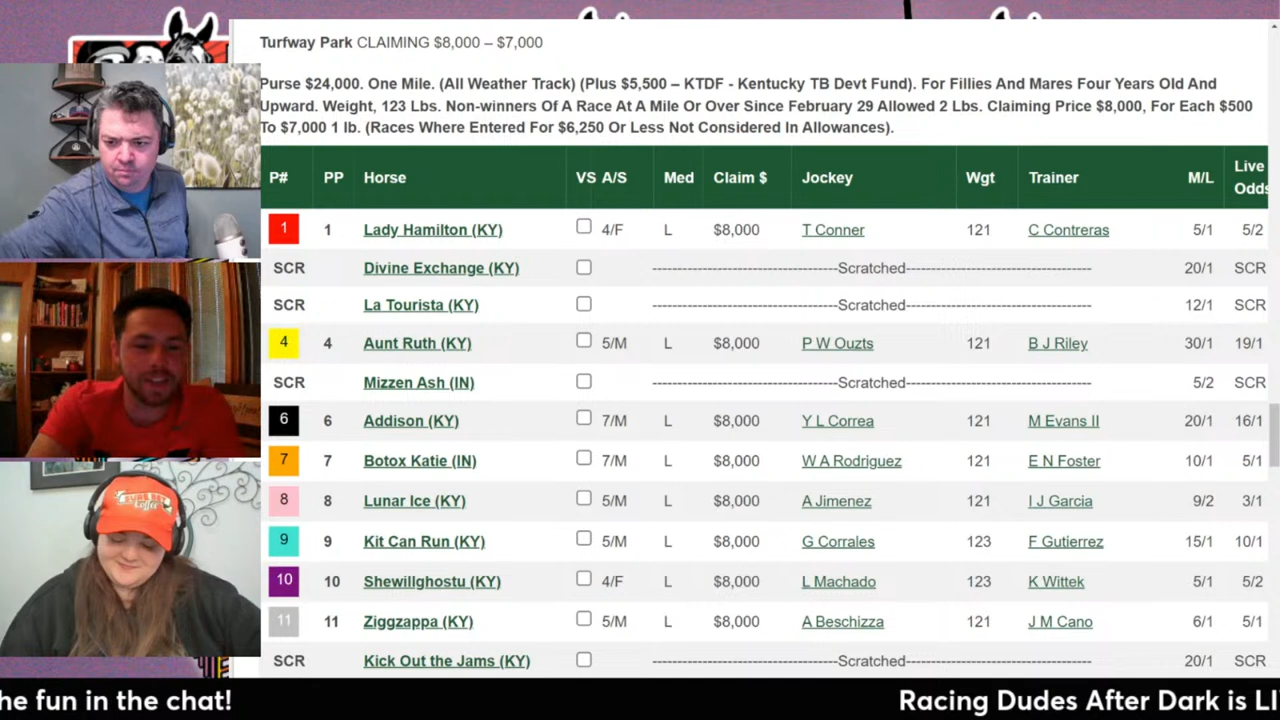 Turfway Park CLAIMING $8,000 – $7,000
Purse $24,000. One Mile. (All Weather Track) (Plus $5,500 – KTDF - Kentucky TB Devt Fund). For Fillies And Mares Four Years Old And
Upward. Weight, 123 Lbs. Non-winners Of A Race At A Mile Or Over Since February 29 Allowed 2 Lbs. Claiming Price $8,000, For Each $500
To $7,000 1 lb. (Races Where Entered For $6,250 Or Less Not Considered In Allowances).
P# PP Horse VS A/S Med Claim $ Jockey Wgt Trainer M/L Live Odds
1 1 Lady Hamilton (KY) 4/F L $8,000 T Conner 121 C Contreras 5/1 5/2
SCR Divine Exchange (KY) -----Scratched----- 20/1 SCR
SCR La Tourista (KY) -----Scratched----- 12/1 SCR
4 4 Aunt Ruth (KY) 5/M L $8,000 P W Ouzts 121 B J Riley 30/1 19/1
SCR Mizzen Ash (IN) -----Scratched----- 5/2 SCR
6 6 Addison (KY) 7/M L $8,000 Y L Correa 121 M Evans II 20/1 16/1
7 7 Botox Katie (IN) 7/M L $8,000 W A Rodriguez 121 E N Foster 10/1 5/1
8 8 Lunar Ice (KY) 5/M L $8,000 A Jimenez 121 I J Garcia 9/2 3/1
9 9 Kit Can Run (KY) 5/M L $8,000 G Corrales 123 F Gutierrez 15/1 10/1
10 10 Shewillghostu (KY) 4/F L $8,000 L Machado 123 K Wittek 5/1 5/2
11 11 Ziggzappa (KY) 5/M L $8,000 A Beschizza 121 J M Cano 6/1 5/1
SCR Kick Out the Jams (KY) -----Scratched----- 20/1 SCR
he fun in the chat! Racing Dudes After Dark is LI